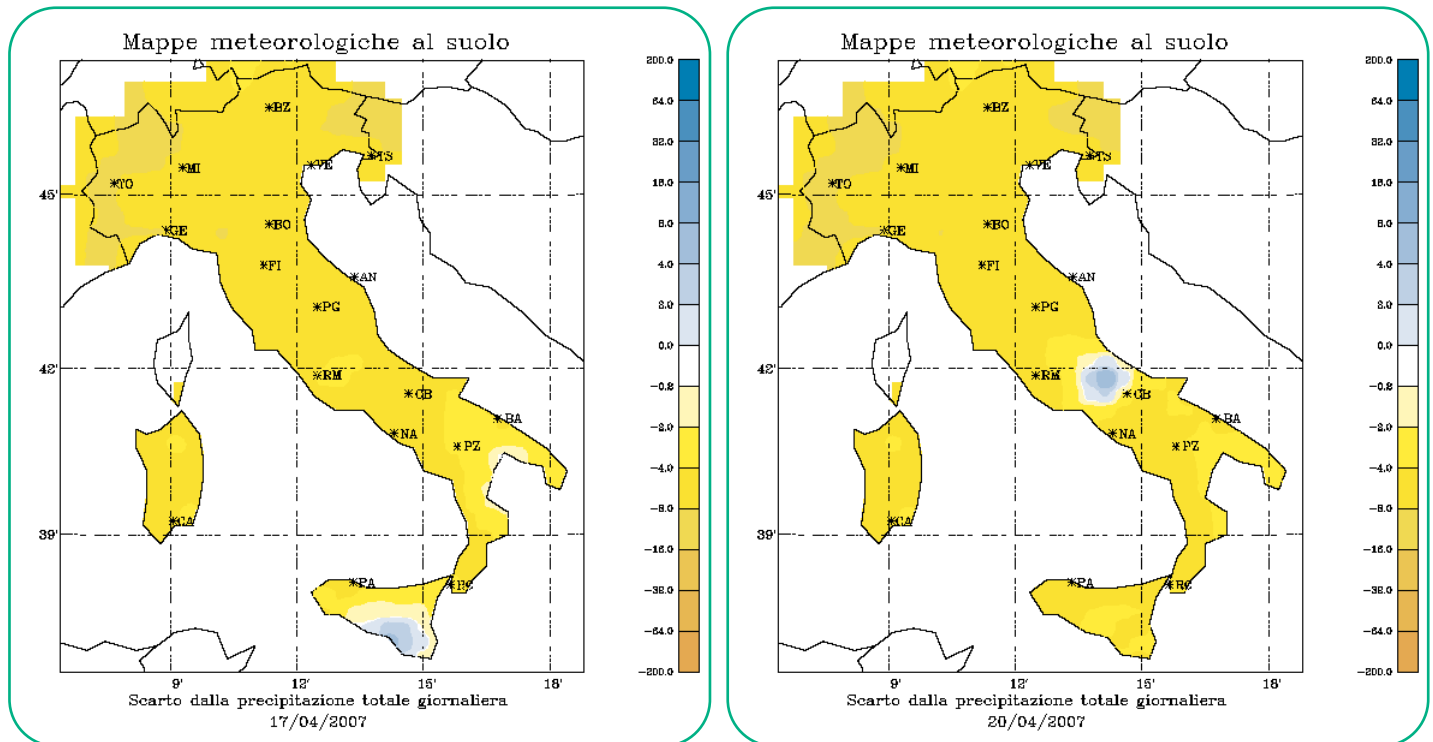 Mappe meteorologiche al suolo
200.0
64.0
32.0
16.0
8.0
4.0
2.0
0.0
-0.8
-2.0
-4.0
-8.0
-16.0
-32.0
-64.0
-200.0
*BZ
*MI
*VE
*TS
*TO
*GE
*BO
*FI
*AN
*PG
*RM
*CB
*BA
*NA
*PZ
*CA
*PA
*RC
45'
42'
39'
9' 12' 15' 18'
Scarto dalla precipitazione totale giornaliera
17/04/2007
Mappe meteorologiche al suolo
200.0
64.0
32.0
16.0
8.0
4.0
2.0
0.0
-0.8
-2.0
-4.0
-8.0
-16.0
-32.0
-64.0
-200.0
*BZ
*MI
*VE
*TS
*TO
*GE
*BO
*FI
*AN
*PG
*RM
*CB
*BA
*NA
*PZ
*CA
*PA
*RC
45'
42'
39'
9' 12' 15' 18'
Scarto dalla precipitazione totale giornaliera
20/04/2007